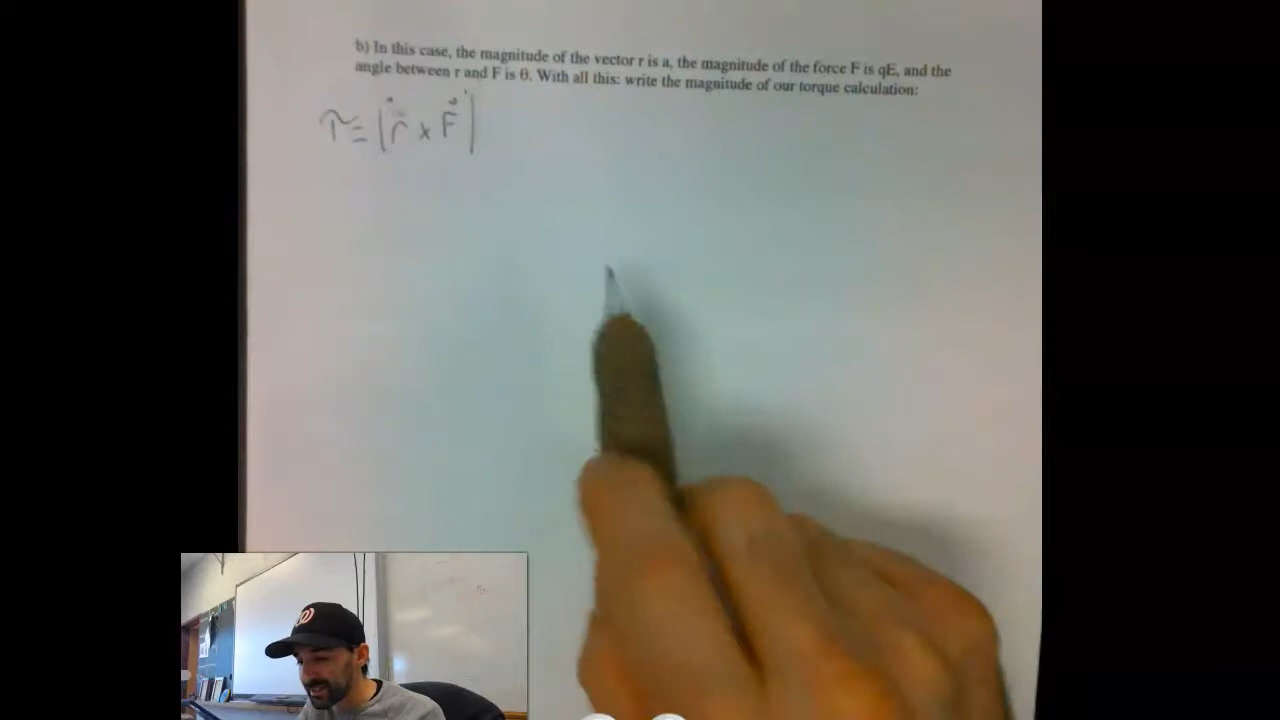 b) In this case, the magnitude of the vector r is a, the magnitude of the force F is qE, and the
angle between r and F is θ. With all this: write the magnitude of our torque calculation:
τ = |r⃗ x F⃗|